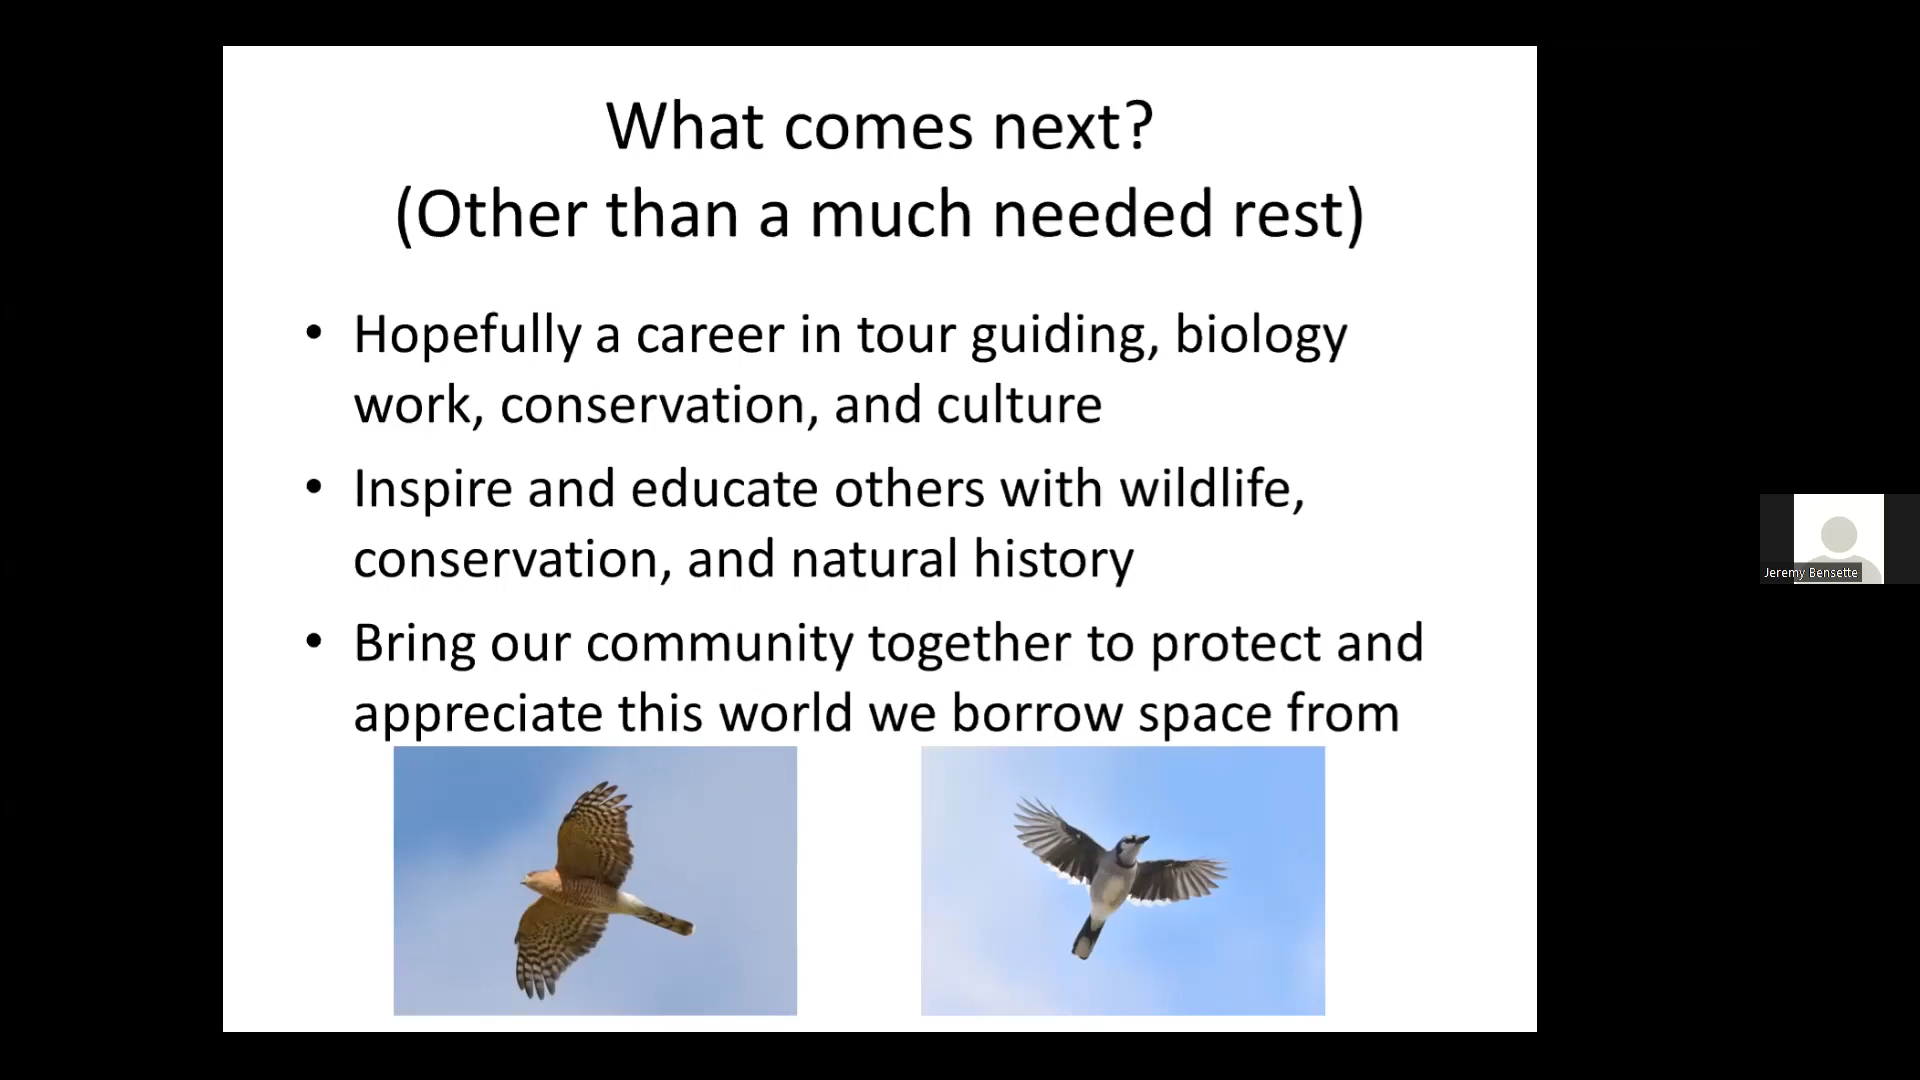 What comes next?
(Other than a much needed rest)
• Hopefully a career in tour guiding, biology
work, conservation, and culture
• Inspire and educate others with wildlife,
conservation, and natural history
• Bring our community together to protect and
appreciate this world we borrow space from
Jeremy Bensette